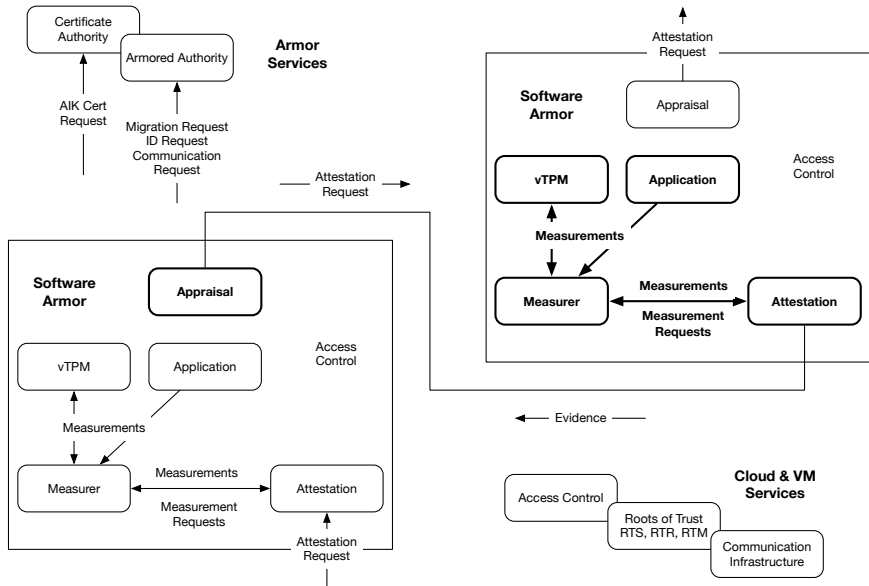 Certificate
Authority
Armored Authority
Armor
Services
AIK Cert
Request
Migration Request
ID Request
Communication
Request
Attestation
Request
Attestation
Request
Software
Armor
Appraisal
Access
Control
vTPM
Application
Measurements
Measurer
Measurements
Measurement
Requests
Attestation
Software
Armor
Appraisal
Access
Control
vTPM
Application
Measurements
Measurer
Measurements
Measurement
Requests
Attestation
Attestation
Request
Evidence
Cloud & VM
Services
Access Control
Roots of Trust
RTS, RTR, RTM
Communication
Infrastructure